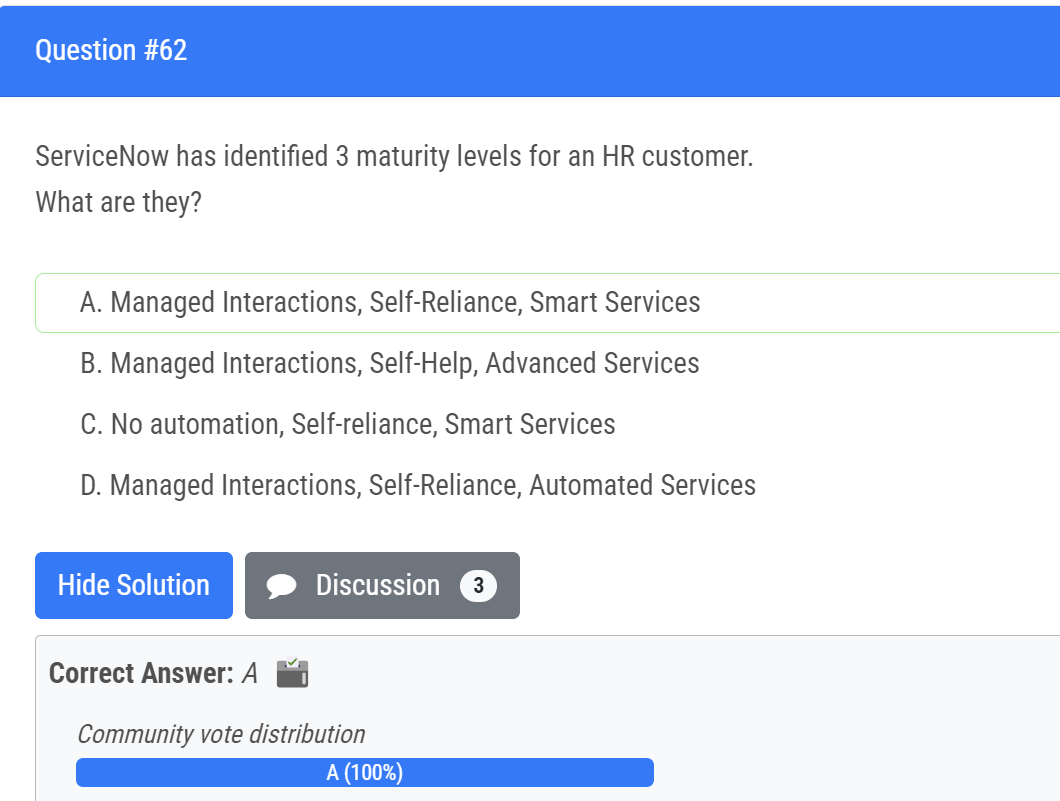 Question #62
ServiceNow has identified 3 maturity levels for an HR customer.
What are they?
A. Managed Interactions, Self-Reliance, Smart Services
B. Managed Interactions, Self-Help, Advanced Services
C. No automation, Self-reliance, Smart Services
D. Managed Interactions, Self-Reliance, Automated Services
Hide Solution
Discussion 3
Correct Answer: A
Community vote distribution
A (100%)